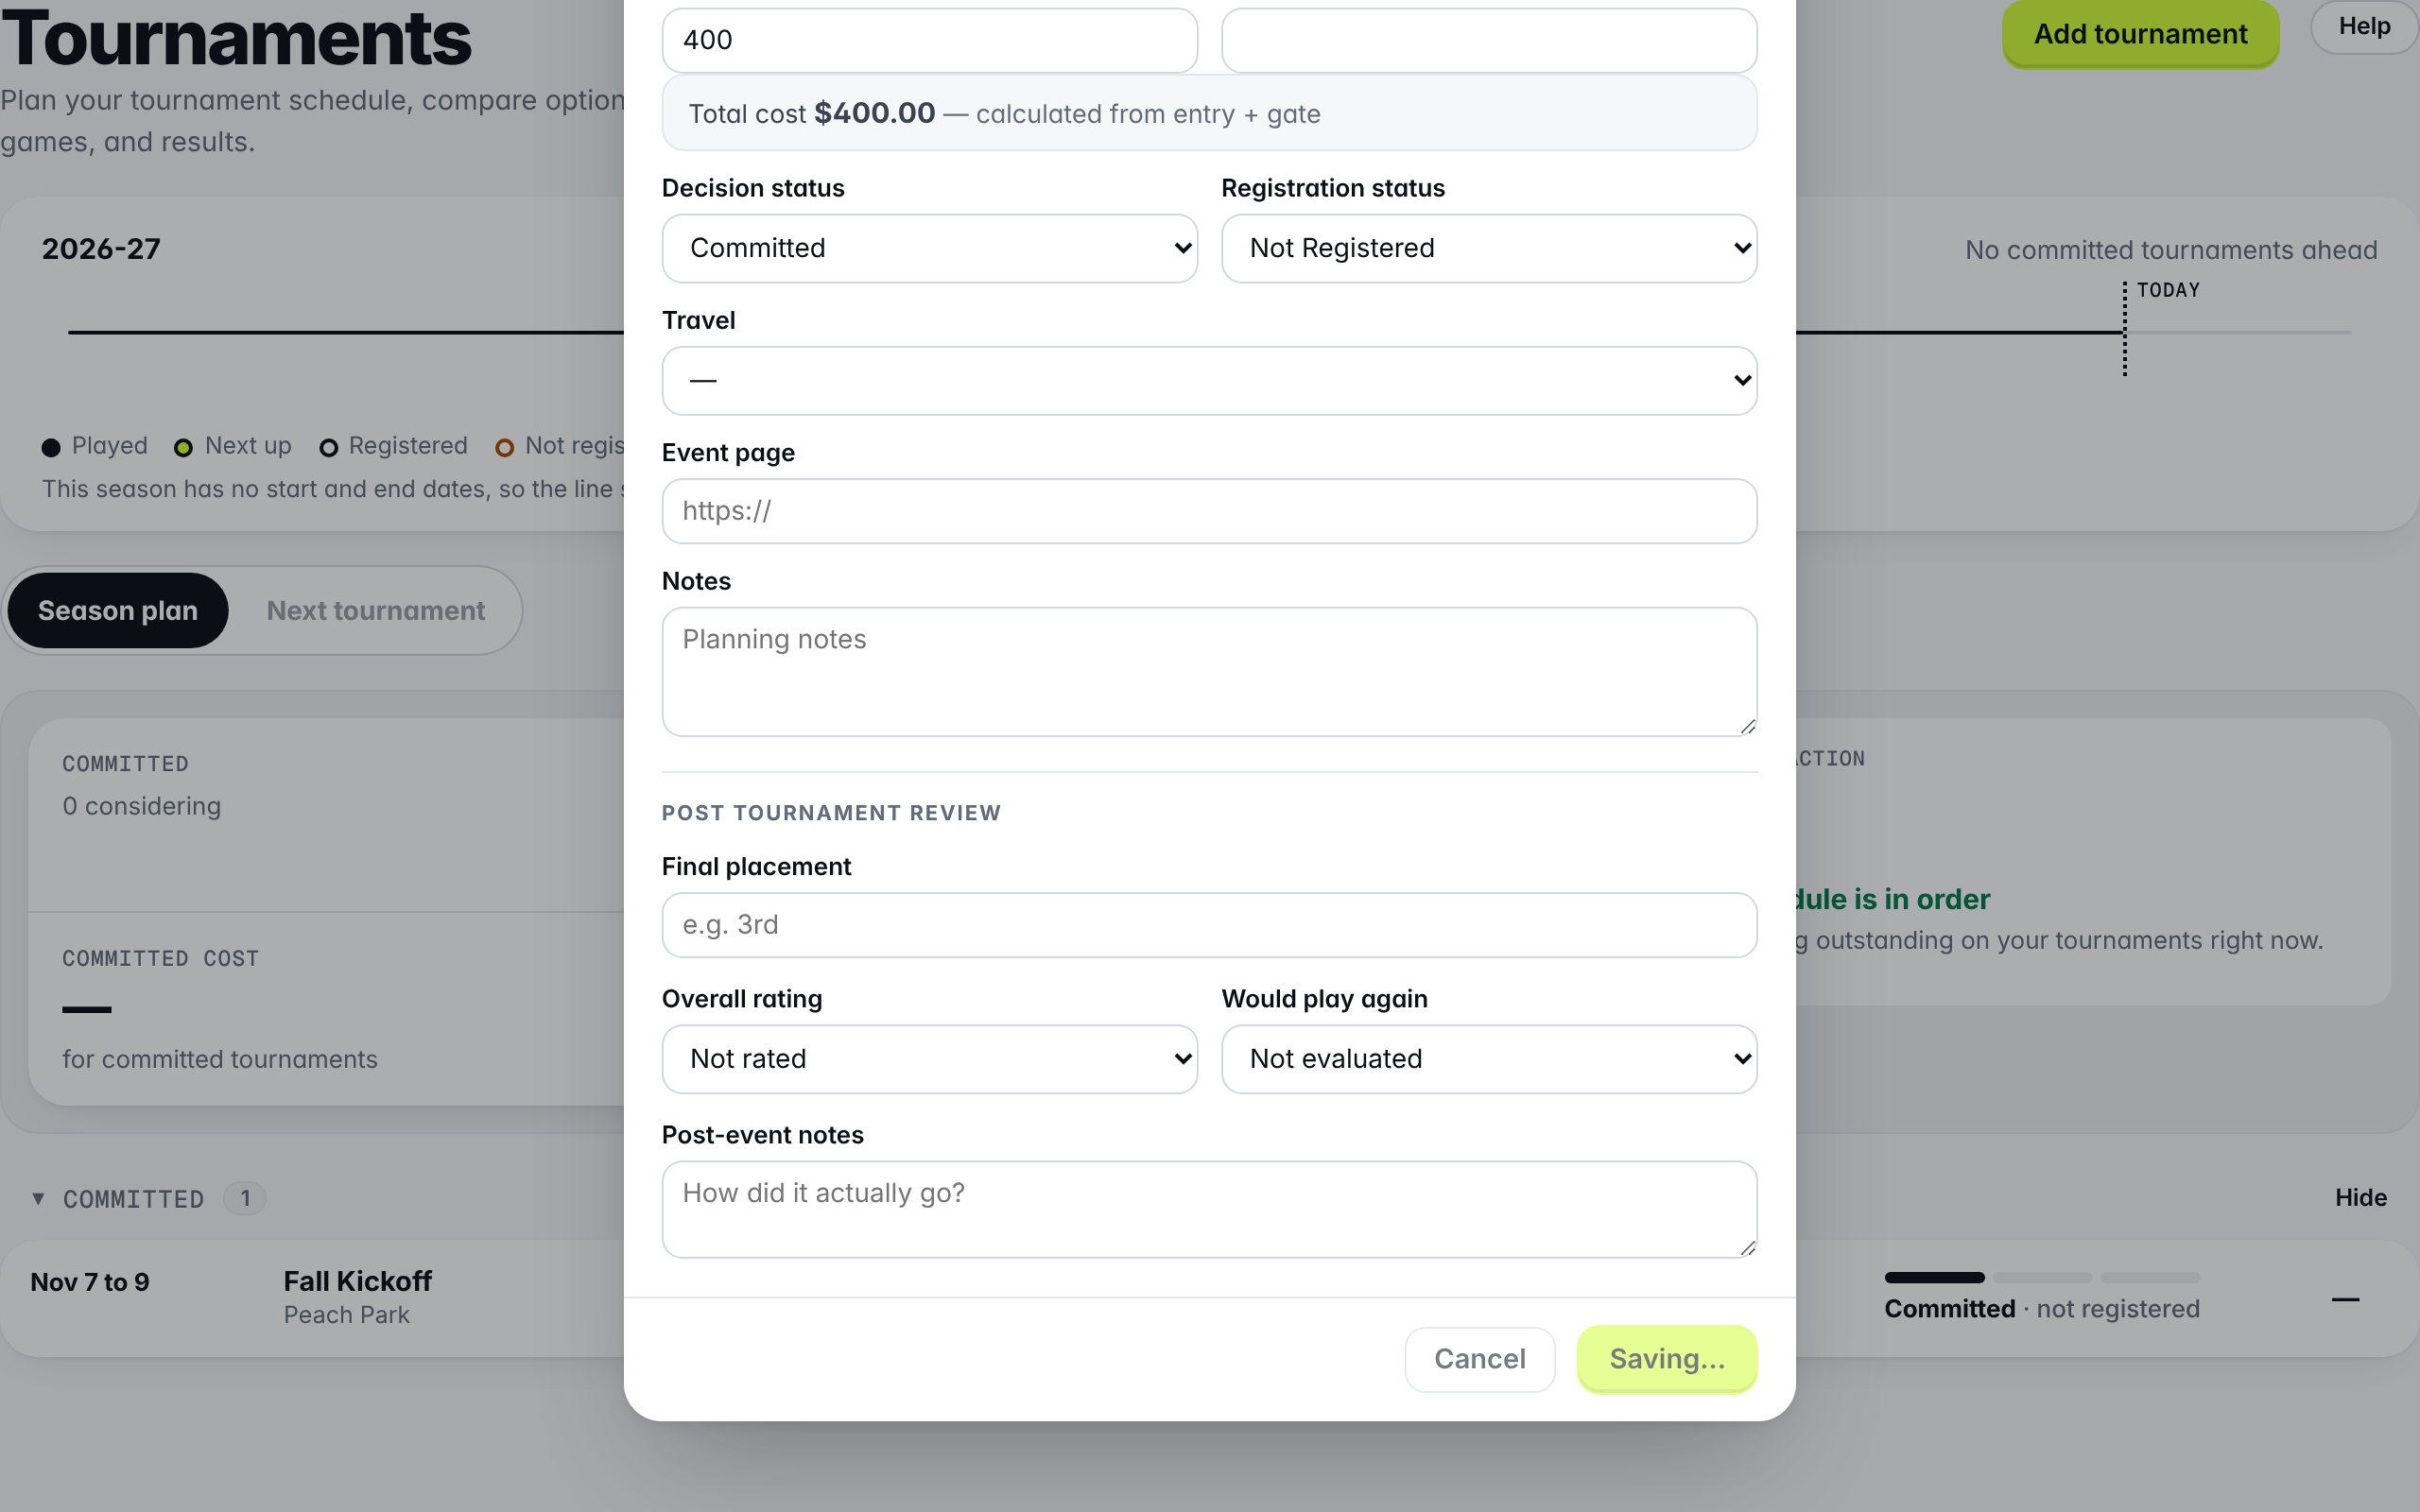 Tournaments
Plan your tournament schedule, compare option
games, and results.
Add tournament
Help
400
Total cost $400.00 — calculated from entry + gate
Decision status
Registration status
Committed
Not Registered
Travel
—
Event page
https://
Notes
Planning notes
POST TOURNAMENT REVIEW
Final placement
e.g. 3rd
Overall rating
Would play again
Not rated
Not evaluated
Post-event notes
How did it actually go?
Cancel
Saving...
2026-27
No committed tournaments ahead
TODAY
Played
Next up
Registered
Not regis
This season has no start and end dates, so the line
Season plan
Next tournament
COMMITTED
0 considering
COMMITTED COST
—
for committed tournaments
CTION
dule is in order
g outstanding on your tournaments right now.
COMMITTED 1
Hide
Nov 7 to 9
Fall Kickoff
Peach Park
Committed · not registered
—